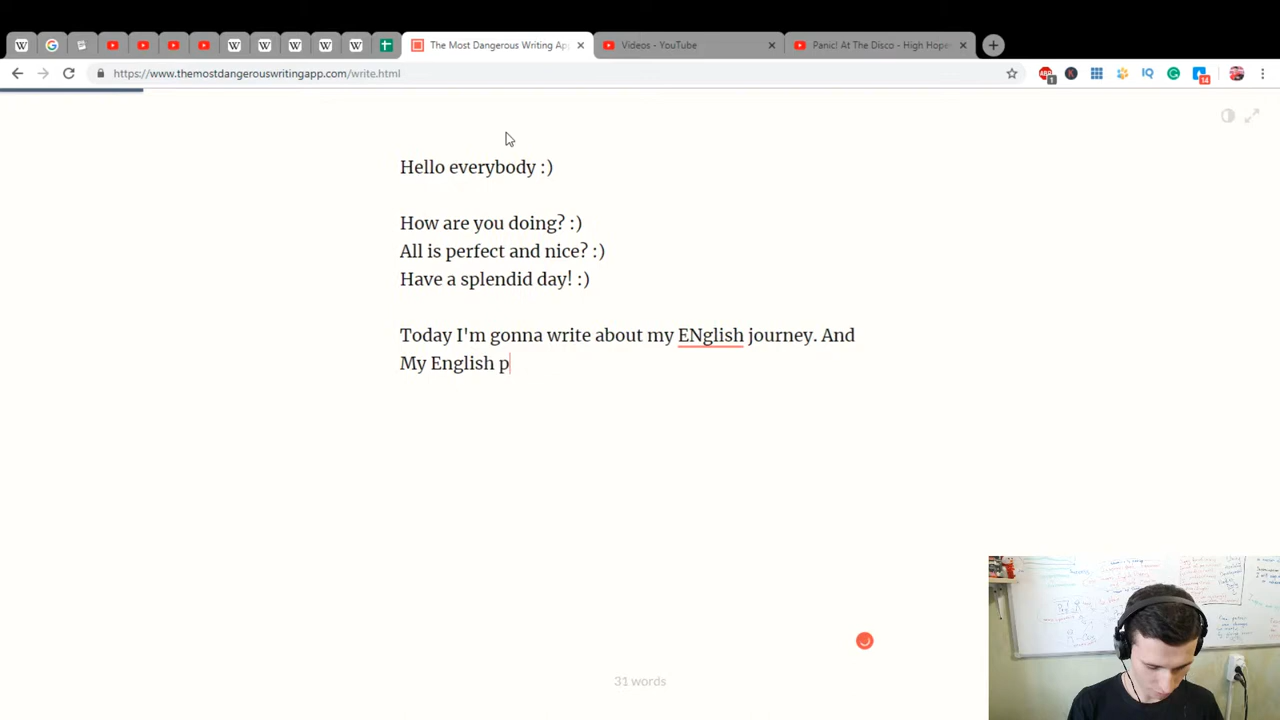 The Most Dangerous Writing Ap
Videos - YouTube
Panic! At The Disco - High Hope
https://www.themostdangerouswritingapp.com/write.html
Hello everybody :)
How are you doing? :)
All is perfect and nice? :)
Have a splendid day! :)
Today I'm gonna write about my ENglish journey. And
My English p
31 words